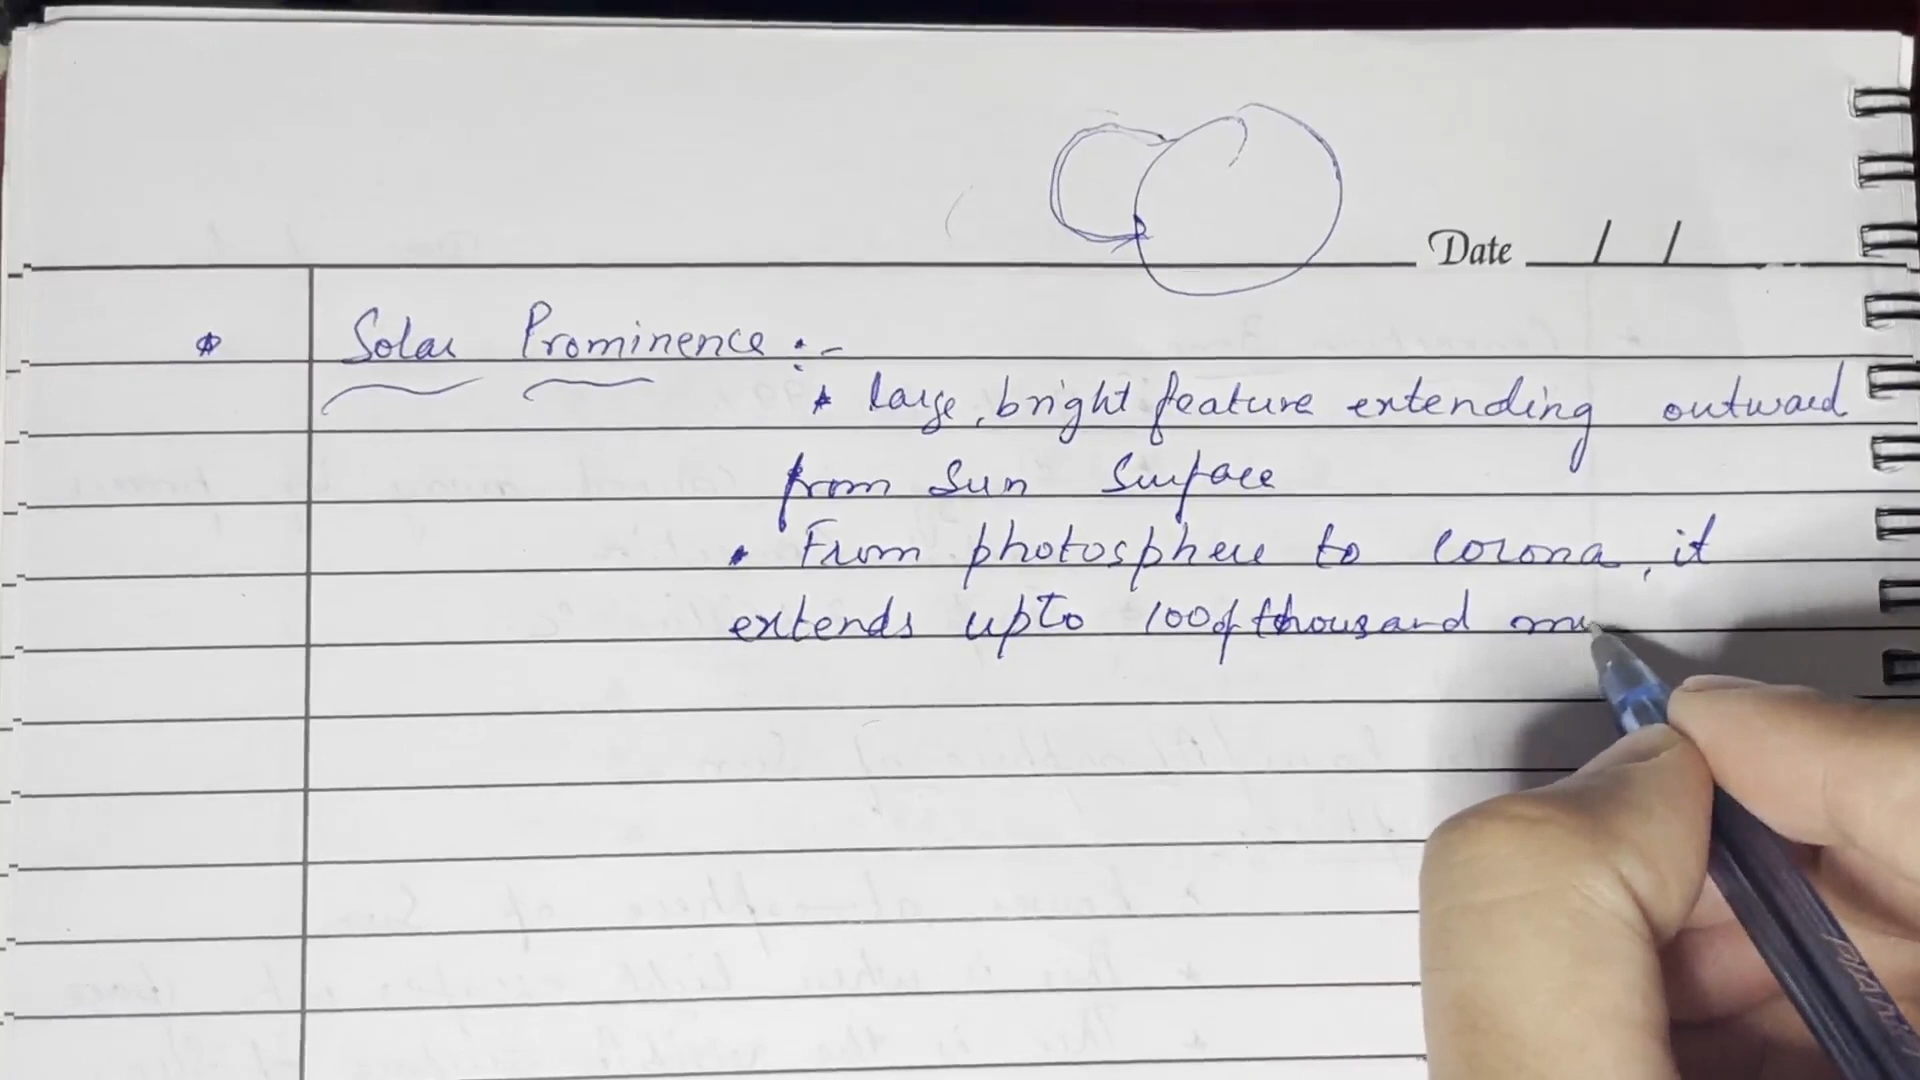 Date / /
Solar Prominence :-
* large, bright feature extending outward
from Sun Surface
• From photosphere to corona, it
extends upto 100 of thousand